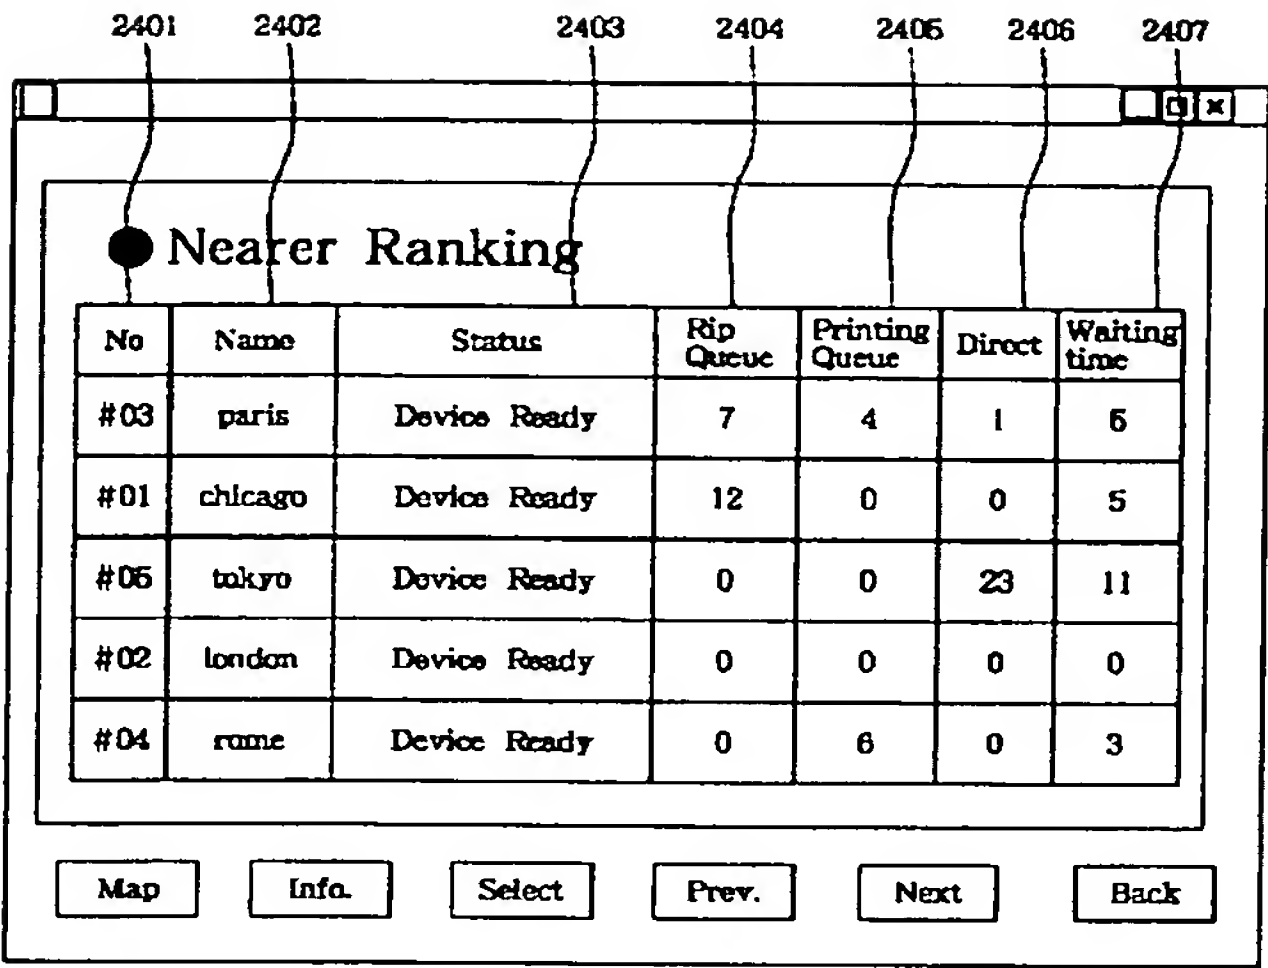 2401 2402 2403 2404 2405 2406 2407
Nearer Ranking
No Name Status Rip Queue Printing Queue Direct Waiting time
#03 paris Device Ready 7 4 1
#01 chicago Device Ready 12 0 0 5
#05 tokyo Device Ready 0 0 23 11
#02 london Device Ready 0 0 0 0
#04 rome Device Ready 0 6 0 3
Map Info. Select Prev. Next Back